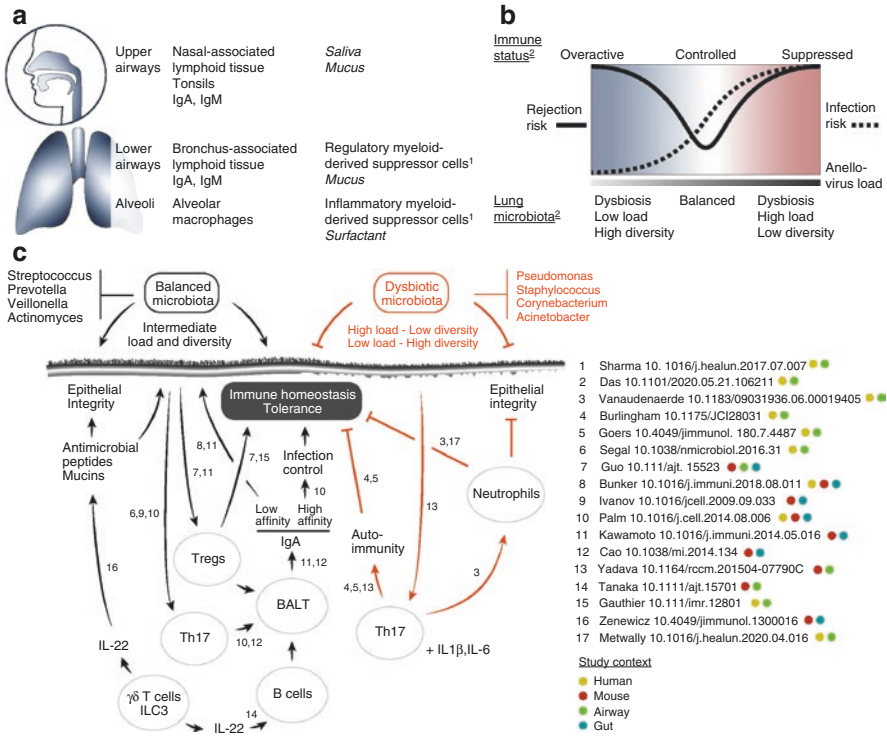 a
Upper airways
Nasal-associated lymphoid tissue
Tonsils
IgA, IgM
Saliva
Mucus
Lower airways
Bronchus-associated lymphoid tissue
IgA, IgM
Regulatory myeloid-derived suppressor cells1
Mucus
Alveoli
Alveolar macrophages
Inflammatory myeloid-derived suppressor cells1
Surfactant
b
Immune status2
Overactive
Controlled
Suppressed
Rejection risk
Infection risk
Anello-virus load
Lung microbiota2
Dysbiosis
Low load
High diversity
Balanced
Dysbiosis
High load
Low diversity
c
Streptococcus
Prevotella
Veillonella
Actinomyces
Balanced microbiota
Intermediate load and diversity
Dysbiotic microbiota
High load - Low diversity
Low load - High diversity
Pseudomonas
Staphylococcus
Corynebacterium
Acinetobacter
Epithelial Integrity
Immune homeostasis
Tolerance
Epithelial integrity
Antimicrobial peptides
Mucins
8,11
7,11
7,15
Infection control
10
Low affinity
High affinity
IgA
11,12
6,9,10
16
Tregs
BALT
Th17
10,12
IL-22
γδ T cells
ILC3
IL-22
14
B cells
3,17
4,5
13
Neutrophils
Auto-immunity
4,5,13
3
Th17
+ IL1β,IL-6
1 Sharma 10. 1016/j.healun.2017.07.007
2 Das 10.1101/2020.05.21.106211
3 Vanaudenaerde 10.1183/09031936.06.00019405
4 Burlingham 10.1175/JCI28031
5 Goers 10.4049/jimmunol. 180.7.4487
6 Segal 10.1038/nmicrobiol.2016.31
7 Guo 10.111/ajt. 15523
8 Bunker 10.1016/j.immuni.2018.08.011
9 Ivanov 10.1016/jcell.2009.09.033
10 Palm 10.1016/j.cell.2014.08.006
11 Kawamoto 10.1016/j.immuni.2014.05.016
12 Cao 10.1038/mi.2014.134
13 Yadava 10.1164/rccm.201504-07790C
14 Tanaka 10.1111/ajt.15701
15 Gauthier 10.111/imr.12801
16 Zenewicz 10.4049/jimmunol.1300016
17 Metwally 10.1016/j.healun.2020.04.016
Study context
Human
Mouse
Airway
Gut